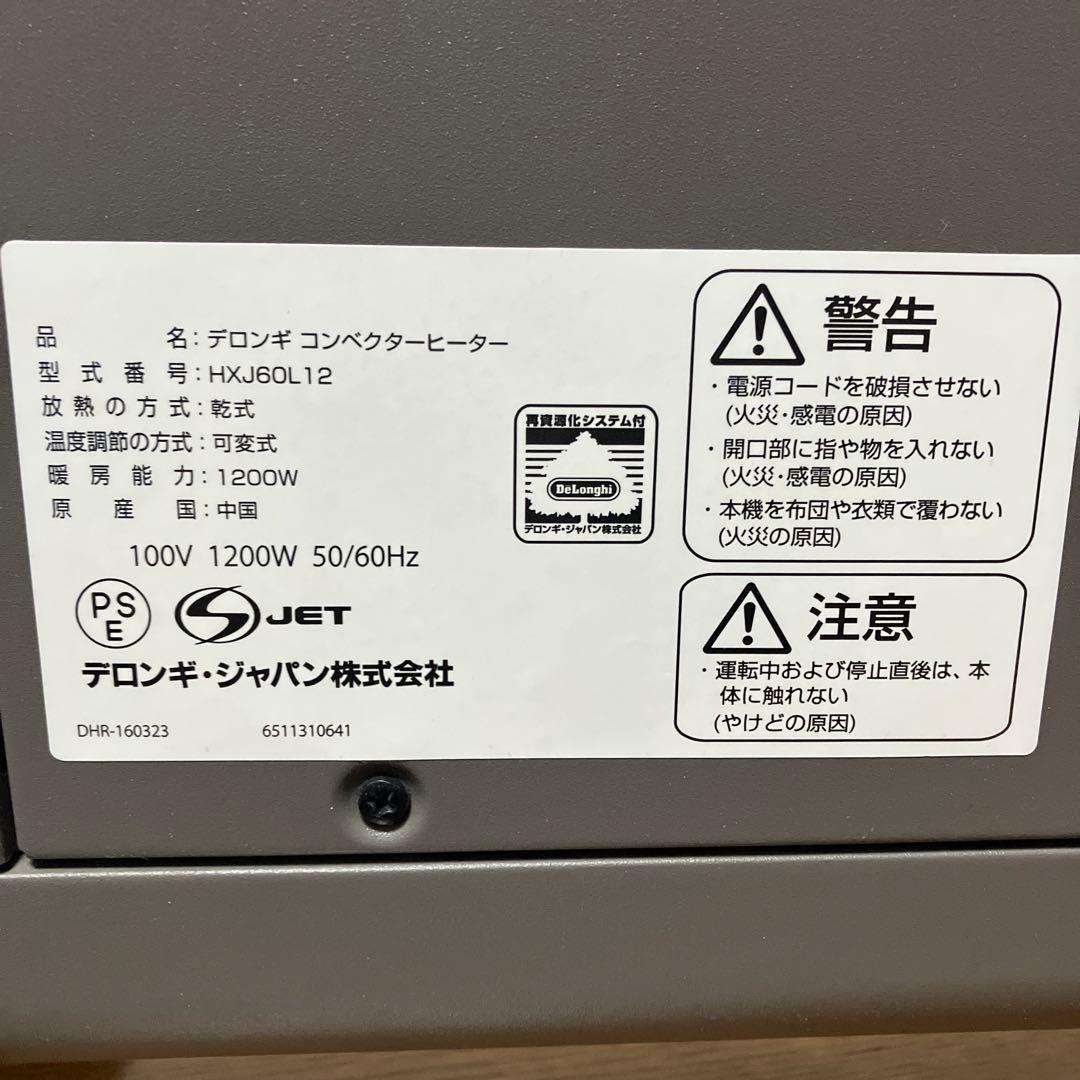 品名：デロンギ コンベクターヒーター
型式番号：HXJ60L12
放熱の方式：乾式
温度調節の方式：可変式
暖房能力：1200W
原産国：中国
100V 1200W 50/60Hz
PSE
S JET
デロンギ・ジャパン株式会社
DHR-160323 6511310641
再資源化システム付
DeLonghi
デロンギ・ジャパン株式会社
警告
・電源コードを破損させない
(火災・感電の原因)
・開口部に指や物を入れない
(火災・感電の原因)
・本機を布団や衣類で覆わない
(火災の原因)
注意
・運転中および停止直後は、本
体に触れない
(やけどの原因)